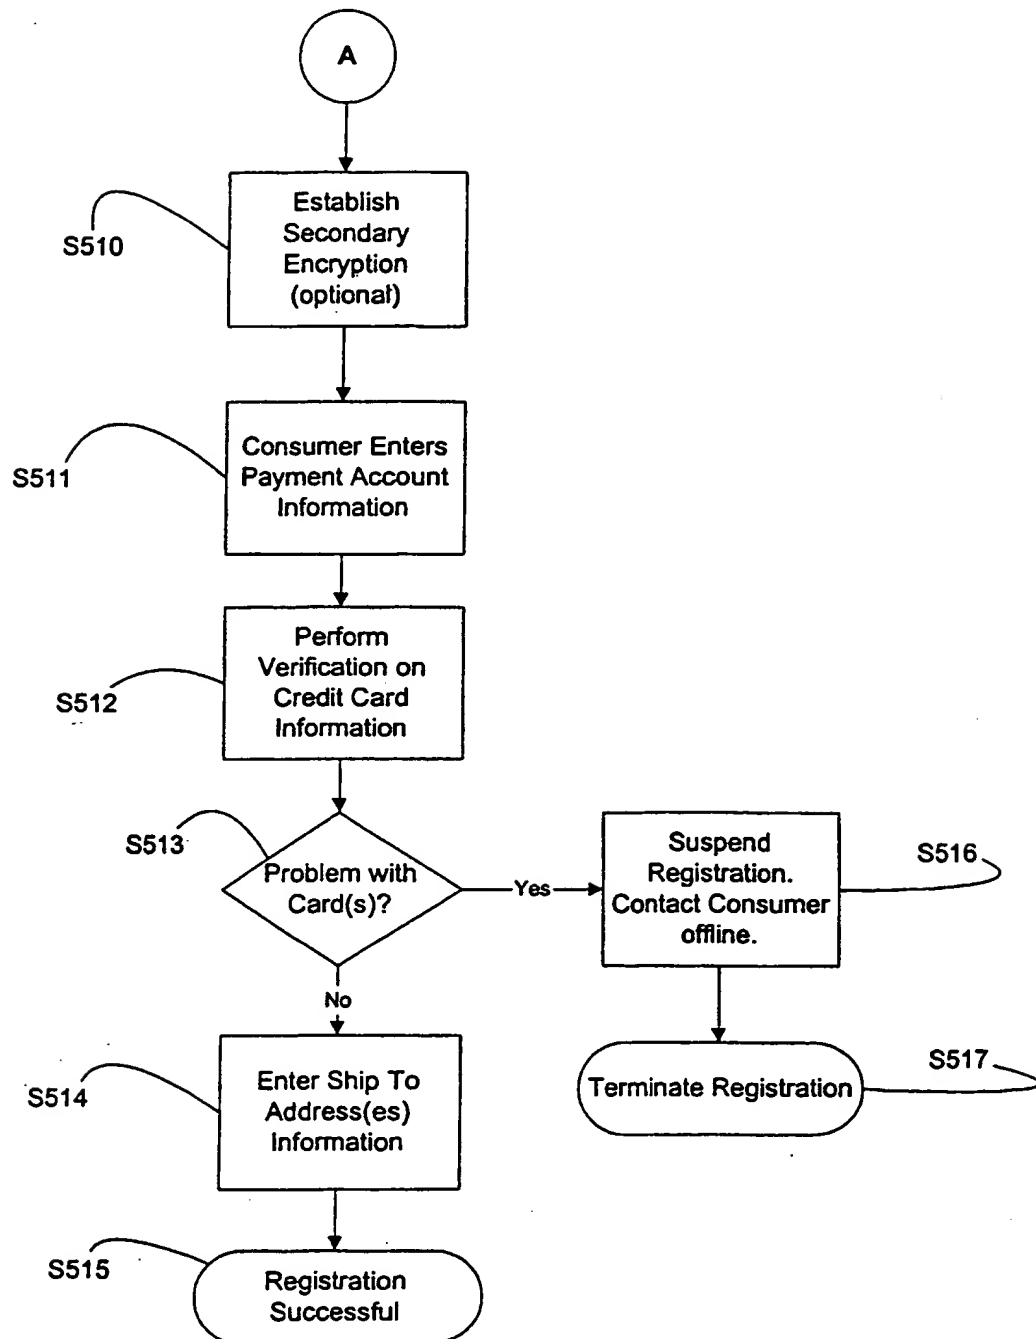 A
Establish
Secondary
Encryption
(optional)
S510
Consumer Enters
Payment Account
Information
S511
Perform
Verification on
Credit Card
Information
S512
S513
Problem with
Card(s)?
Yes
Suspend
Registration.
Contact Consumer
offline.
S516
No
Terminate Registration
S517
Enter Ship To
Address(es)
Information
S514
S515
Registration
Successful